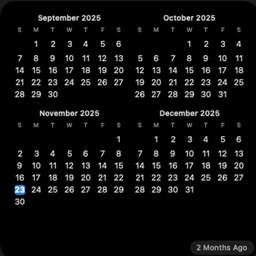 September 2025
S M T W T F S
1 2 3 4 5 6
7 8 9 10 11 12 13
14 15 16 17 18 19 20
21 22 23 24 25 26 27
28 29 30
October 2025
S M T W T F S
1 2 3 4
5 6 7 8 9 10 11
12 13 14 15 16 17 18
19 20 21 22 23 24 25
26 27 28 29 30 31
November 2025
S M T W T F S
1
2 3 4 5 6 7 8
9 10 11 12 13 14 15
16 17 18 19 20 21 22
23 24 25 26 27 28 29
30
December 2025
S M T W T F S
1 2 3 4 5 6
7 8 9 10 11 12 13
14 15 16 17 18 19 20
21 22 23 24 25 26 27
28 29 30 31
2 Months Ago